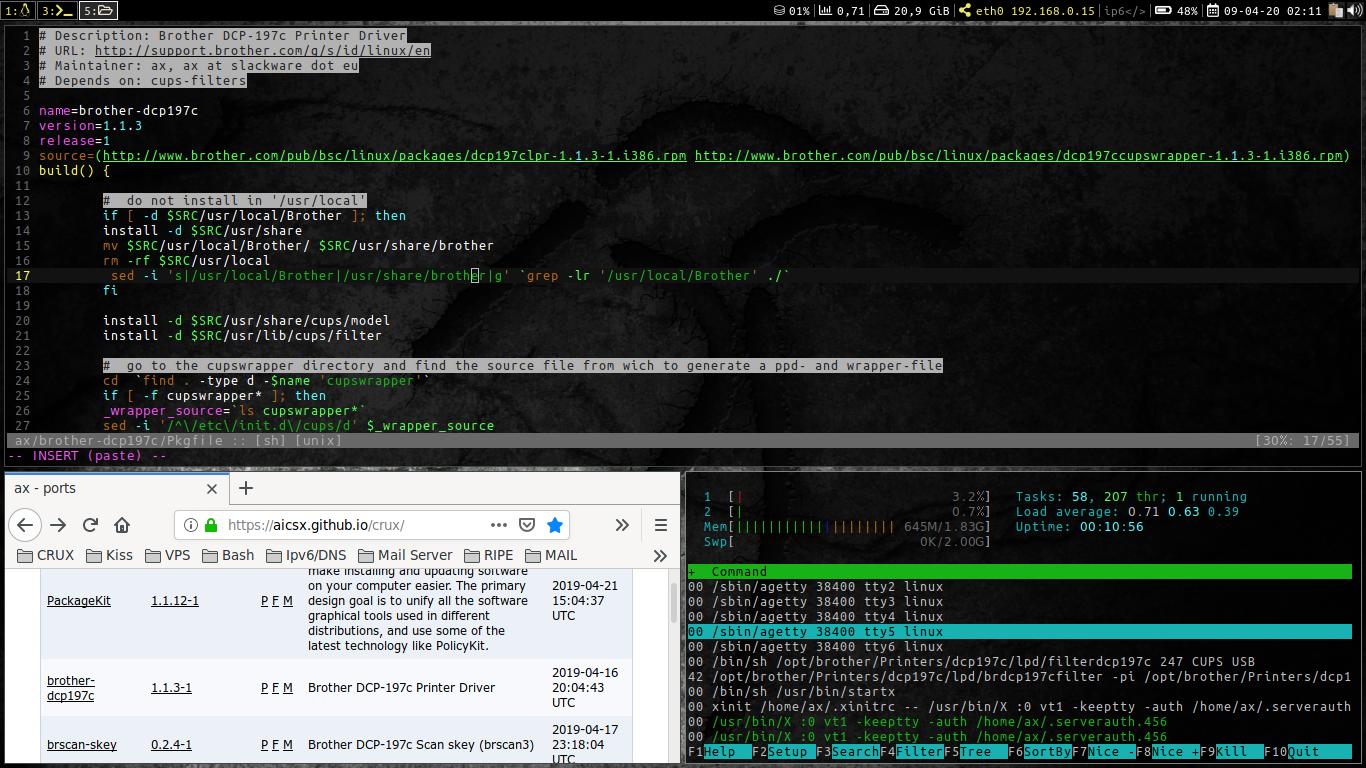 1: 3: 5: 01% 0,71 20,9 GiB eth0 192.168.0.15 ip6</> 48% 09-04-20 02:11
1 # Description: Brother DCP-197c Printer Driver
2 # URL: http://support.brother.com/g/s/id/linux/en
3 # Maintainer: ax, ax at slackware dot eu
4 # Depends on: cups-filters
5
6 name=brother-dcp197c
7 version=1.1.3
8 release=1
9 source=(http://www.brother.com/pub/bsc/linux/packages/dcp197clpr-1.1.3-1.i386.rpm http://www.brother.com/pub/bsc/linux/packages/dcp197ccupswrapper-1.1.3-1.i386.rpm)
10 build() {
11
12 #  do not install in '/usr/local'
13 if [ -d $SRC/usr/local/Brother ]; then
14 install -d $SRC/usr/share
15 mv $SRC/usr/local/Brother/ $SRC/usr/share/brother
16 rm -rf $SRC/usr/local
17 sed -i 's|/usr/local/Brother|/usr/share/brother|g' `grep -lr '/usr/local/Brother' ./`
18 fi
19
20 install -d $SRC/usr/share/cups/model
21 install -d $SRC/usr/lib/cups/filter
22
23 #  go to the cupswrapper directory and find the source file from wich to generate a ppd- and wrapper-file
24 cd  `find . -type d -$name 'cupswrapper'`
25 if [ -f cupswrapper* ]; then
26 _wrapper_source=`ls cupswrapper*`
27 sed -i '/^\/etc\/init.d\/cups/d' $_wrapper_source
ax/brother-dcp197c/Pkgfile :: [sh] [unix] [30%: 17/55]
-- INSERT (paste) --
ax - ports
https://aicsx.github.io/crux/
CRUX Kiss VPS Bash Ipv6/DNS Mail Server RIPE MAIL
make installing and updating software
on your computer easier. The primary
design goal is to unify all the software
graphical tools used in different
distributions, and use some of the
latest technology like PolicyKit.
PackageKit 1.1.12-1 P F M
2019-04-21
15:04:37
UTC
brother-
dcp197c
1.1.3-1 P F M Brother DCP-197c Printer Driver
2019-04-16
20:04:43
UTC
brscan-skey 0.2.4-1 P F M Brother DCP-197c Scan skey (brscan3)
2019-04-17
23:18:04
UTC
1 [| 3.2%] Tasks: 58, 207 thr; 1 running
2 [| 0.7%] Load average: 0.71 0.63 0.39
Mem[|||||||||||||||||||| 645M/1.83G] Uptime: 00:10:56
Swp[ 0K/2.00G]
+ Command
00 /sbin/agetty 38400 tty2 linux
00 /sbin/agetty 38400 tty3 linux
00 /sbin/agetty 38400 tty4 linux
00 /sbin/agetty 38400 tty5 linux
00 /sbin/agetty 38400 tty6 linux
00 /bin/sh /opt/brother/Printers/dcp197c/lpd/filterdcp197c 247 CUPS USB
42 /opt/brother/Printers/dcp197c/lpd/brdcp197cfilter -pi /opt/brother/Printers/dcp1
00 /bin/sh /usr/bin/startx
00 xinit /home/ax/.xinitrc -- /usr/bin/X :0 vt1 -keeptty -auth /home/ax/.serverauth
00 /usr/bin/X :0 vt1 -keeptty -auth /home/ax/.serverauth.456
00 /usr/bin/X :0 vt1 -keeptty -auth /home/ax/.serverauth.456
F1Help F2Setup F3SearchF4FilterF5Tree F6SortByF7Nice -F8Nice +F9Kill F10Quit